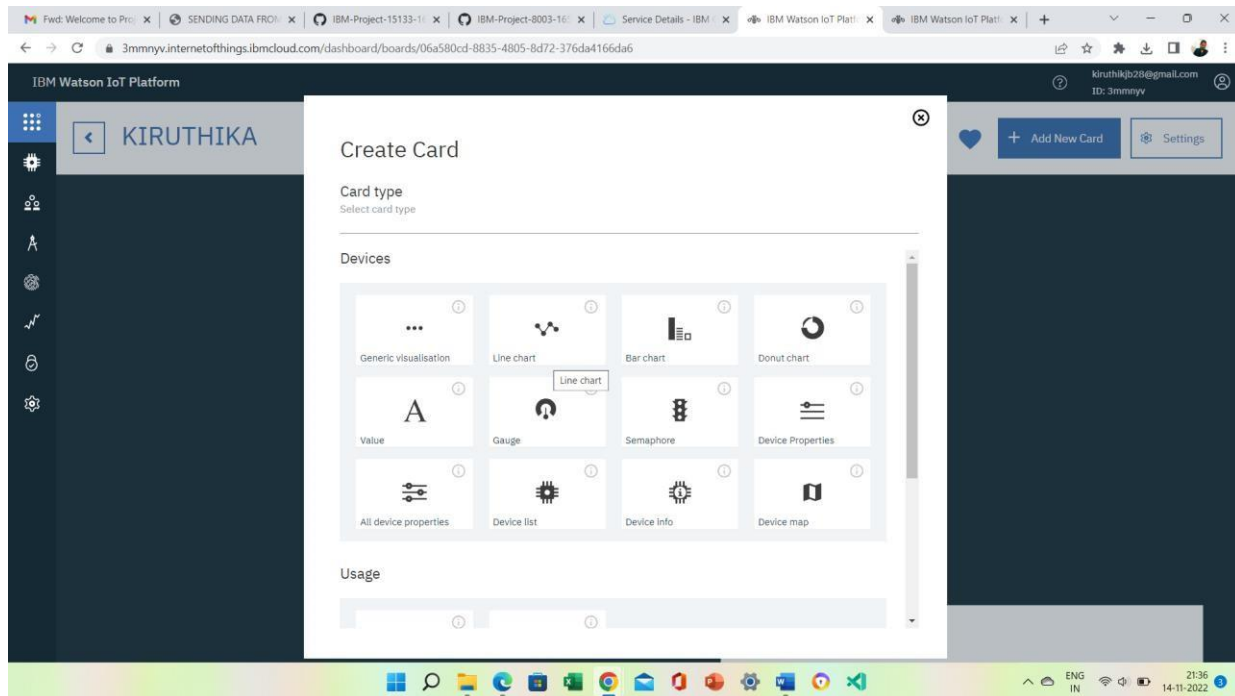 Fwd: Welcome to Proj
SENDING DATA FROM
IBM-Project-15133-1
IBM-Project-8003-165
Service Details - IBM
IBM Watson IoT Platf
IBM Watson IoT Platf
3mmnyv.internetofthings.ibmcloud.com/dashboard/boards/06a580cd-8835-4805-8d72-376da4166da6
IBM Watson IoT Platform
kiruthikjb28@gmail.com
ID: 3mmnyv
KIRUTHIKA
Add New Card
Settings
Create Card
Card type
Select card type
Devices
Generic visualisation
Line chart
Bar chart
Donut chart
Line chart
Value
Gauge
Semaphore
Device Properties
All device properties
Device list
Device info
Device map
Usage
ENG
IN
21:36
14-11-2022
3